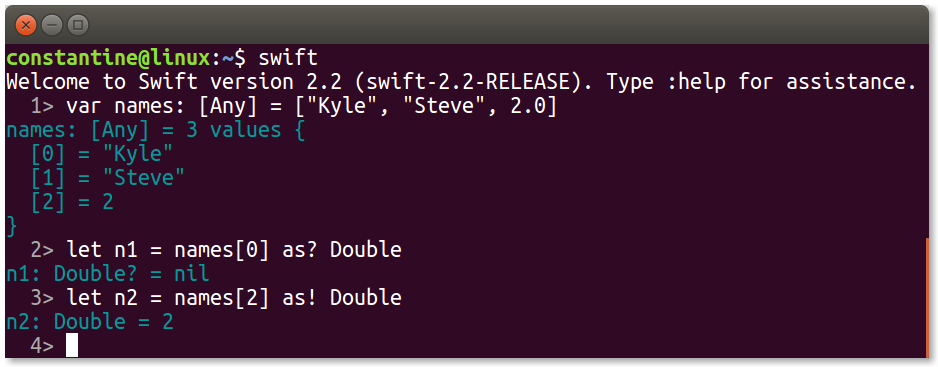 constantine@linux:~$ swift
Welcome to Swift version 2.2 (swift-2.2-RELEASE). Type :help for assistance.
  1> var names: [Any] = ["Kyle", "Steve", 2.0]
names: [Any] = 3 values {
  [0] = "Kyle"
  [1] = "Steve"
  [2] = 2
}
  2> let n1 = names[0] as? Double
n1: Double? = nil
  3> let n2 = names[2] as! Double
n2: Double = 2
  4>